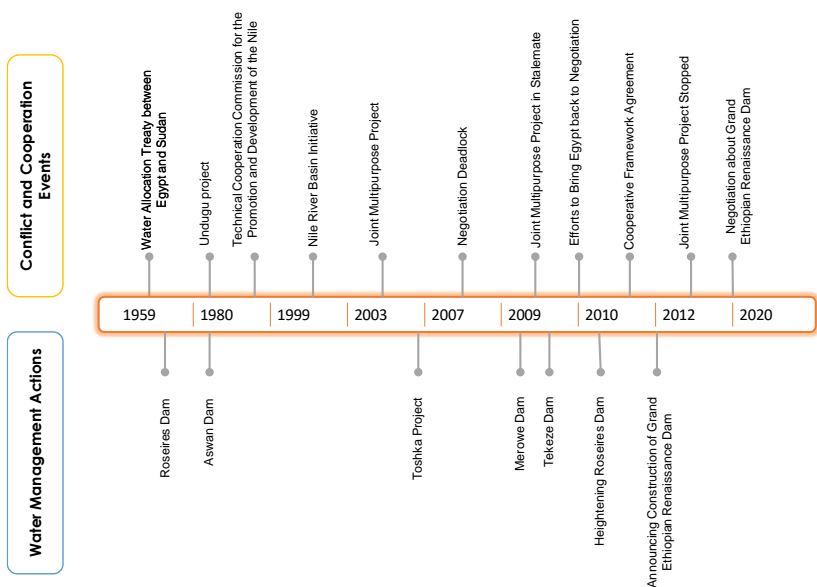 Conflict and Cooperation
Events
Water Allocation Treaty between
Egypt and Sudan
Undugu project
Technical Cooperation Commission for the
Promotion and Development of the Nile
Nile River Basin Initiative
Joint Multipurpose Project
Negotiation Deadlock
Joint Multipurpose Project in Stalemate
Efforts to Bring Egypt back to Negotiation
Cooperative Framework Agreement
Joint Multipurpose Project Stopped
Negotiation about Grand
Ethiopian Renaissance Dam
1959
1980
1999
2003
2007
2009
2010
2012
2020
Water Management Actions
Roseires Dam
Aswan Dam
Toshka Project
Merowe Dam
Tekeze Dam
Heightening Roseires Dam
Announcing Construction of Grand
Ethiopian Renaissance Dam